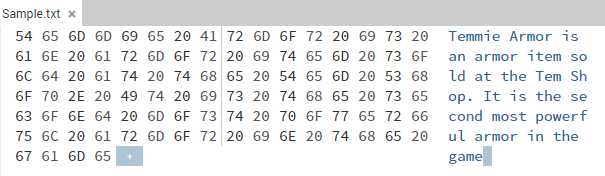 Sample.txt ×
54 65 6D 6D 69 65 20 41 72 6D 6F 72 20 69 73 20 Temmie Armor is
61 6E 20 61 72 6D 6F 72 20 69 74 65 6D 20 73 6F an armor item so
6C 64 20 61 74 20 74 68 65 20 54 65 6D 20 53 68 ld at the Tem Sh
6F 70 2E 20 49 74 20 69 73 20 74 68 65 20 73 65 op. It is the se
63 6F 6E 64 20 6D 6F 73 74 20 70 6F 77 65 72 66 cond most powerf
75 6C 20 61 72 6D 6F 72 20 69 6E 20 74 68 65 20 ul armor in the
67 61 6D 65 + game